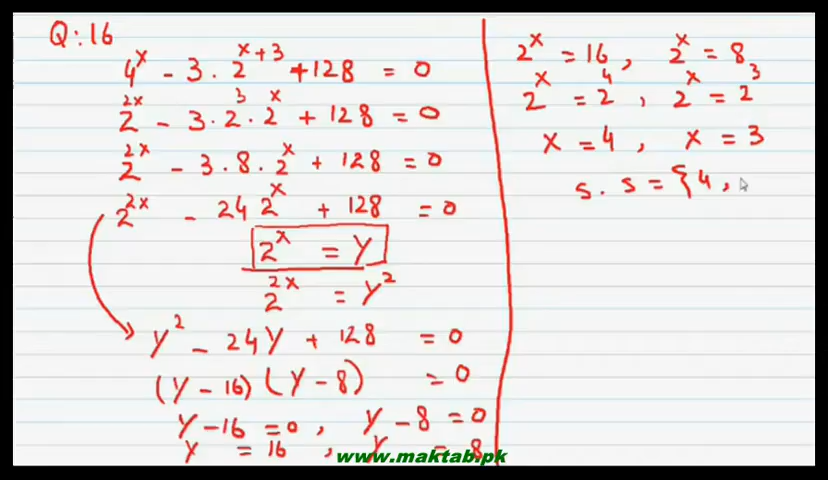 Q:16
4^x - 3 . 2^(x+3) + 128 = 0
2^(2x) - 3 . 2^3 . 2^x + 128 = 0
2^(2x) - 3 . 8 . 2^x + 128 = 0
2^(2x) - 24 2^x + 128 = 0
2^x = Y
2^(2x) = Y^2
Y^2 - 24Y + 128 = 0
(Y - 16) (Y - 8) = 0
Y - 16 = 0 , Y - 8 = 0
Y = 16 , Y = 8
2^x = 16 , 2^x = 8
2^x = 2^4 , 2^x = 2^3
x = 4 , x = 3
S . S = { 4 ,
www.maktab.pk